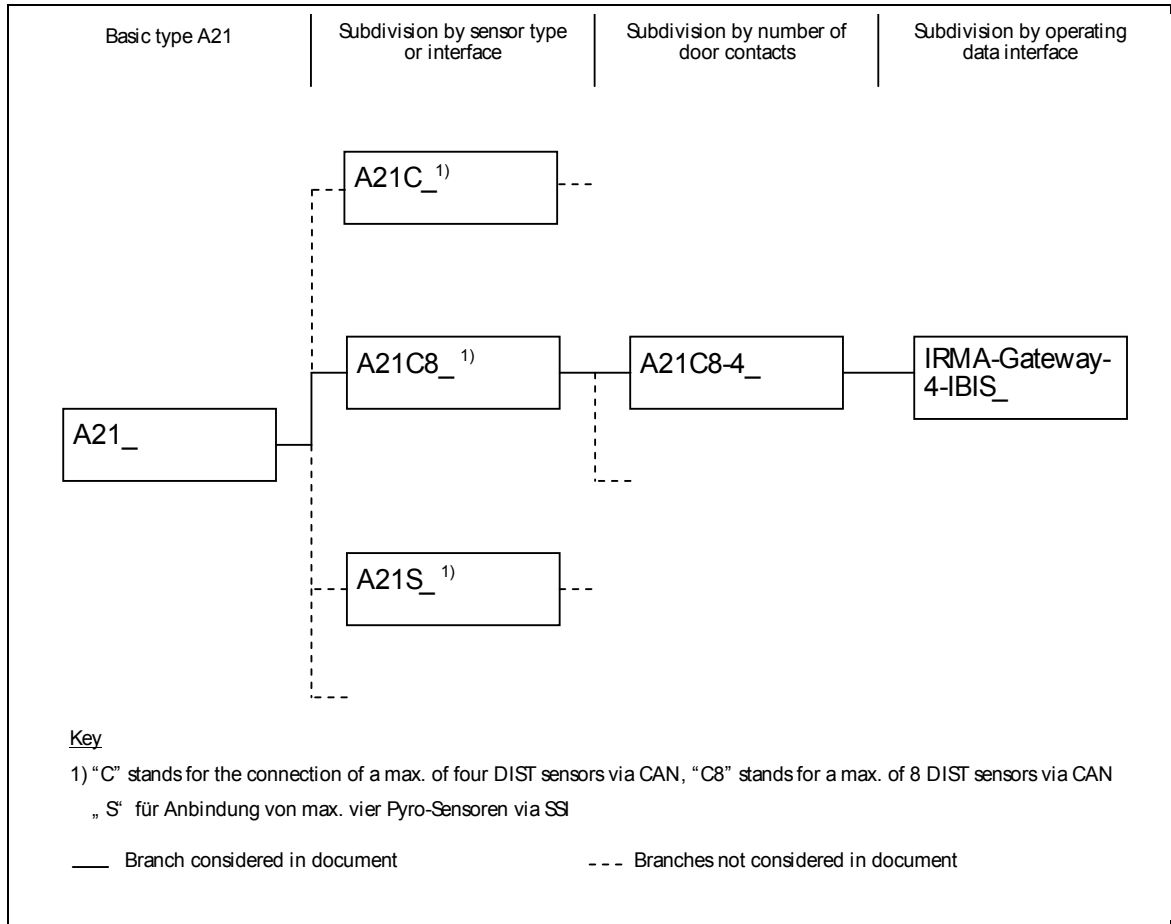 Basic type A21
Subdivision by sensor type
or interface
Subdivision by number of
door contacts
Subdivision by operating
data interface
A21C_ 1)
A21C8_ 1)
A21C8-4_
IRMA-Gateway-
4-IBIS_
A21_
A21S_ 1)
Key
1) “C” stands for the connection of a max. of four DIST sensors via CAN, “C8” stands for a max. of 8 DIST sensors via CAN
„ S“ für Anbindung von max. vier Pyro-Sensoren via SSI
Branch considered in document
Branches not considered in document